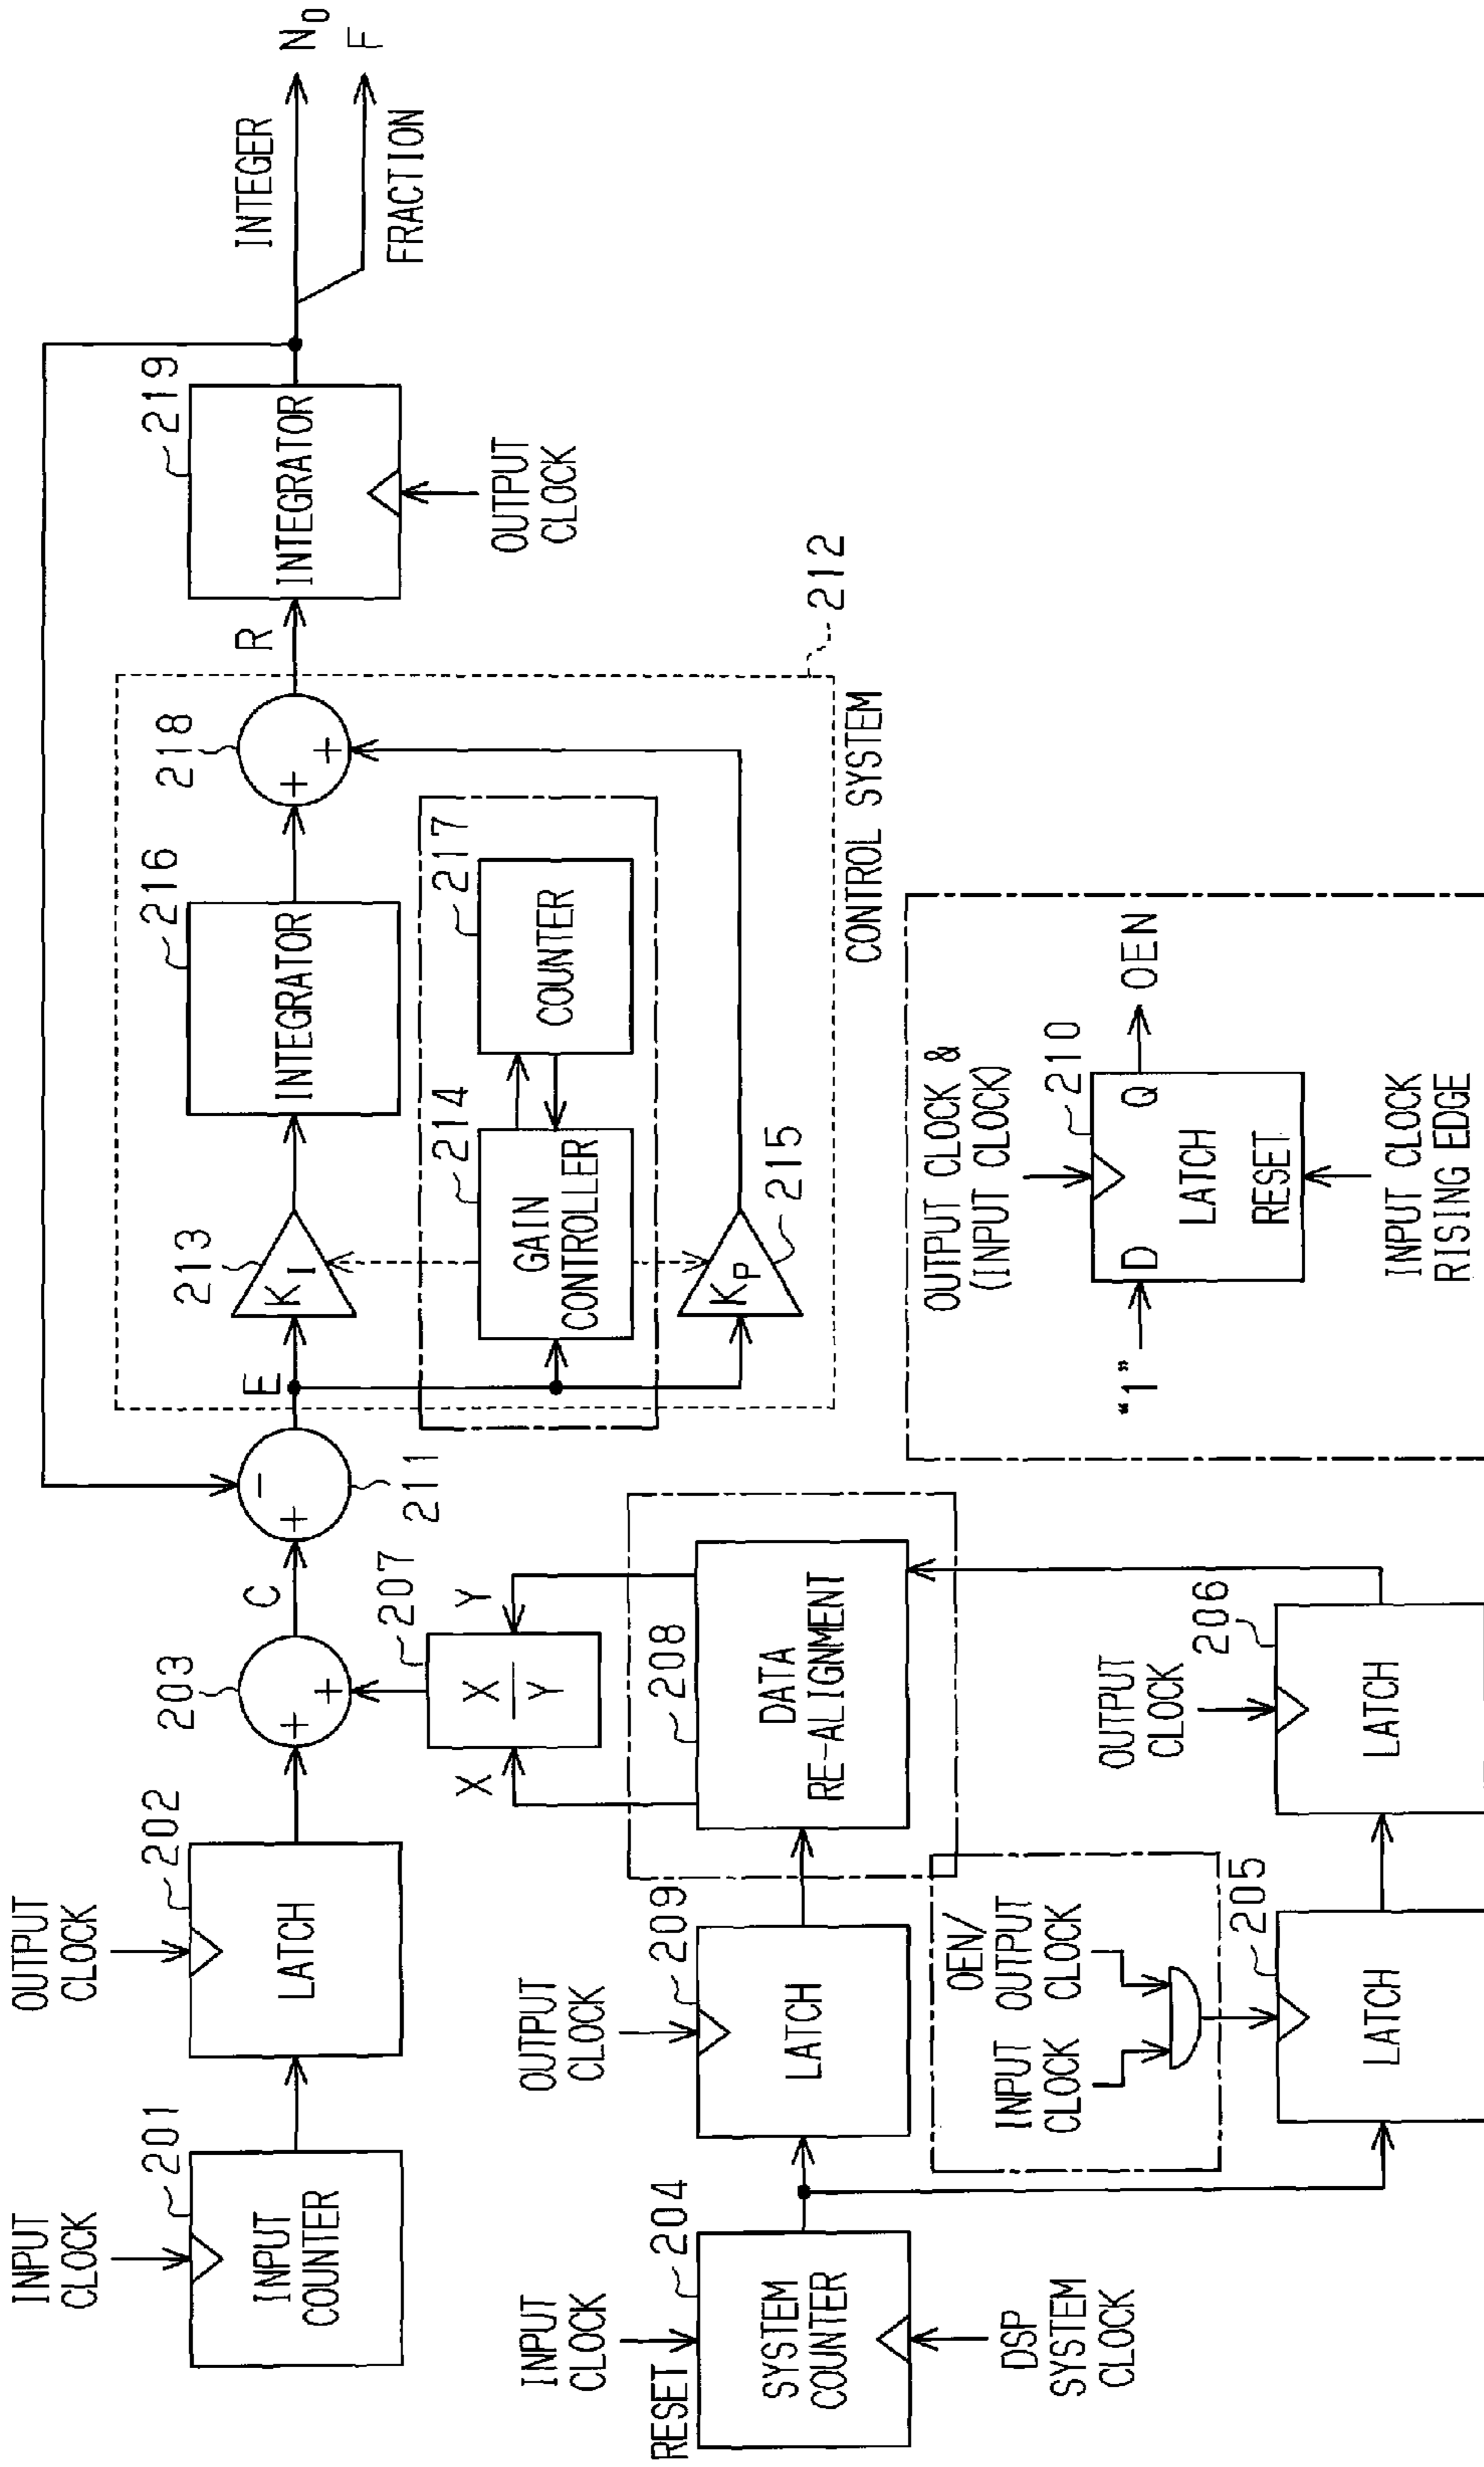 INPUT
CLOCK
201
INPUT
COUNTER
OUTPUT
CLOCK
202
LATCH
203
+
+
C
211
+
−
E
213
K_I
216
INTEGRATOR
218
+
+
R
219
INTEGRATOR
OUTPUT
CLOCK
INTEGER
N₀
FRACTION
F
214
GAIN
CONTROLLER
217
COUNTER
K_P
215
212
CONTROL SYSTEM
INPUT
CLOCK
RESET
204
SYSTEM
COUNTER
DSP
SYSTEM
CLOCK
OUTPUT
CLOCK
209
LATCH
X
Y
207
X
Y
208
DATA
RE-ALIGNMENT
OEN/
INPUT OUTPUT
CLOCK CLOCK
205
LATCH
OUTPUT
CLOCK
206
LATCH
OUTPUT CLOCK &
(INPUT CLOCK)
210
"1"
D
Q
OEN
LATCH
RESET
INPUT CLOCK
RISING EDGE